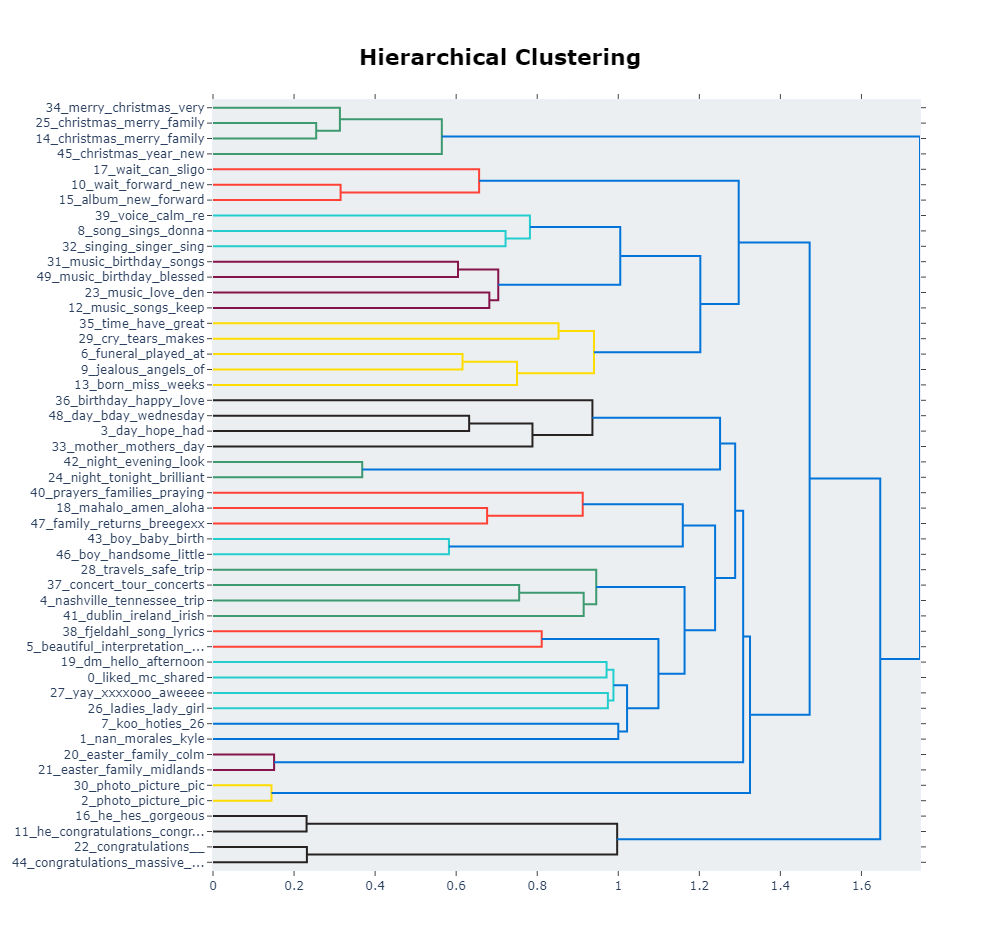 Hierarchical Clustering
34_merry_christmas_very
25_christmas_merry_family
14_christmas_merry_family
45_christmas_year_new
17_wait_can_sligo
10_wait_forward_new
15_album_new_forward
39_voice_calm_re
8_song_sings_donna
32_singing_singer_sing
31_music_birthday_songs
49_music_birthday_blessed
23_music_love_den
12_music_songs_keep
35_time_have_great
29_cry_tears_makes
6_funeral_played_at
9_jealous_angels_of
13_born_miss_weeks
36_birthday_happy_love
48_day_bday_wednesday
3_day_hope_had
33_mother_mothers_day
42_night_evening_look
24_night_tonight_brilliant
40_prayers_families_praying
18_mahalo_amen_aloha
47_family_returns_breegexx
43_boy_baby_birth
46_boy_handsome_little
28_travels_safe_trip
37_concert_tour_concerts
4_nashville_tennessee_trip
41_dublin_ireland_irish
38_fjeldahl_song_lyrics
5_beautiful_interpretation_...
19_dm_hello_afternoon
0_liked_mc_shared
27_yay_xxxxooo_aweeee
26_ladies_lady_girl
7_koo_hoties_26
1_nan_morales_kyle
20_easter_family_colm
21_easter_family_midlands
30_photo_picture_pic
2_photo_picture_pic
16_he_hes_gorgeous
11_he_congratulations_congr...
22_congratulations__
44_congratulations_massive_...
0 0.2 0.4 0.6 0.8 1 1.2 1.4 1.6